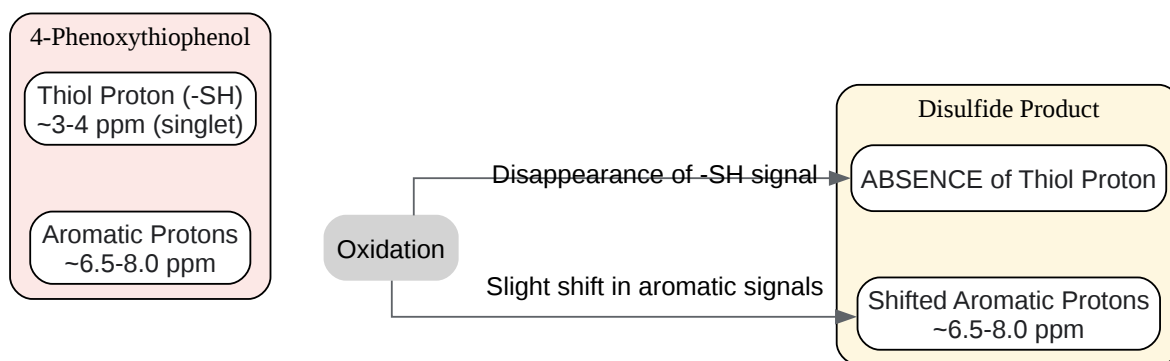 4-Phenoxythiophenol
Thiol Proton (-SH)
~3-4 ppm (singlet)
Aromatic Protons
~6.5-8.0 ppm
Oxidation
Disappearance of -SH signal
Slight shift in aromatic signals
Disulfide Product
ABSENCE of Thiol Proton
Shifted Aromatic Protons
~6.5-8.0 ppm